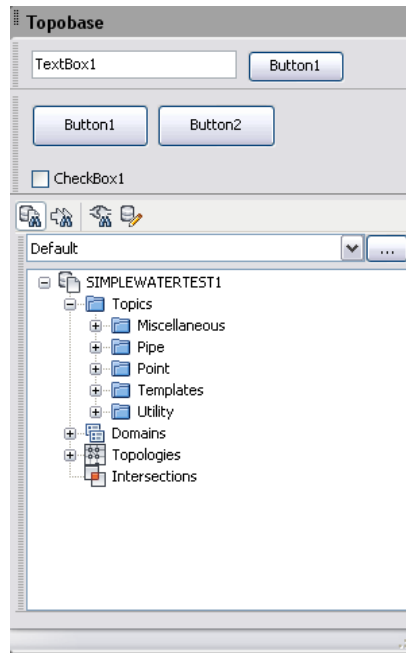 Topobase
TextBox1 Button1
Button1 Button2
CheckBox1
Default ...
SIMPLEWATERTEST1
Topics
Miscellaneous
Pipe
Point
Templates
Utility
Domains
Topologies
Intersections